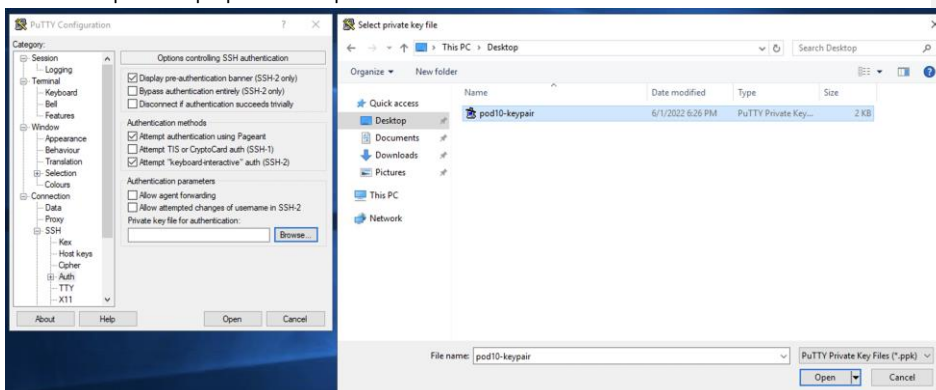 PuTTY Configuration
?
Category:
Session
Logging
Terminal
Keyboard
Bell
Features
Window
Appearance
Behaviour
Translation
Selection
Colours
Connection
Data
Proxy
SSH
Kex
Host keys
Cipher
Auth
TTY
X11
Options controlling SSH authentication
Display pre-authentication banner (SSH-2 only)
Bypass authentication entirely (SSH-2 only)
Disconnect if authentication succeeds trivially
Authentication methods
Attempt authentication using Pageant
Attempt TIS or CryptoCard auth (SSH-1)
Attempt "keyboard-interactive" auth (SSH-2)
Authentication parameters
Allow agent forwarding
Allow attempted changes of username in SSH-2
Private key file for authentication:
Browse...
About Help Open Cancel
Select private key file
This PC > Desktop
Search Desktop
Organize New folder
Name Date modified Type Size
Quick access
Desktop
Documents
Downloads
Pictures
This PC
Network
pod10-keypair 6/1/2022 6:26 PM PuTTY Private Key... 2 KB
File name: pod10-keypair PuTTY Private Key Files (*.ppk)
Open Cancel